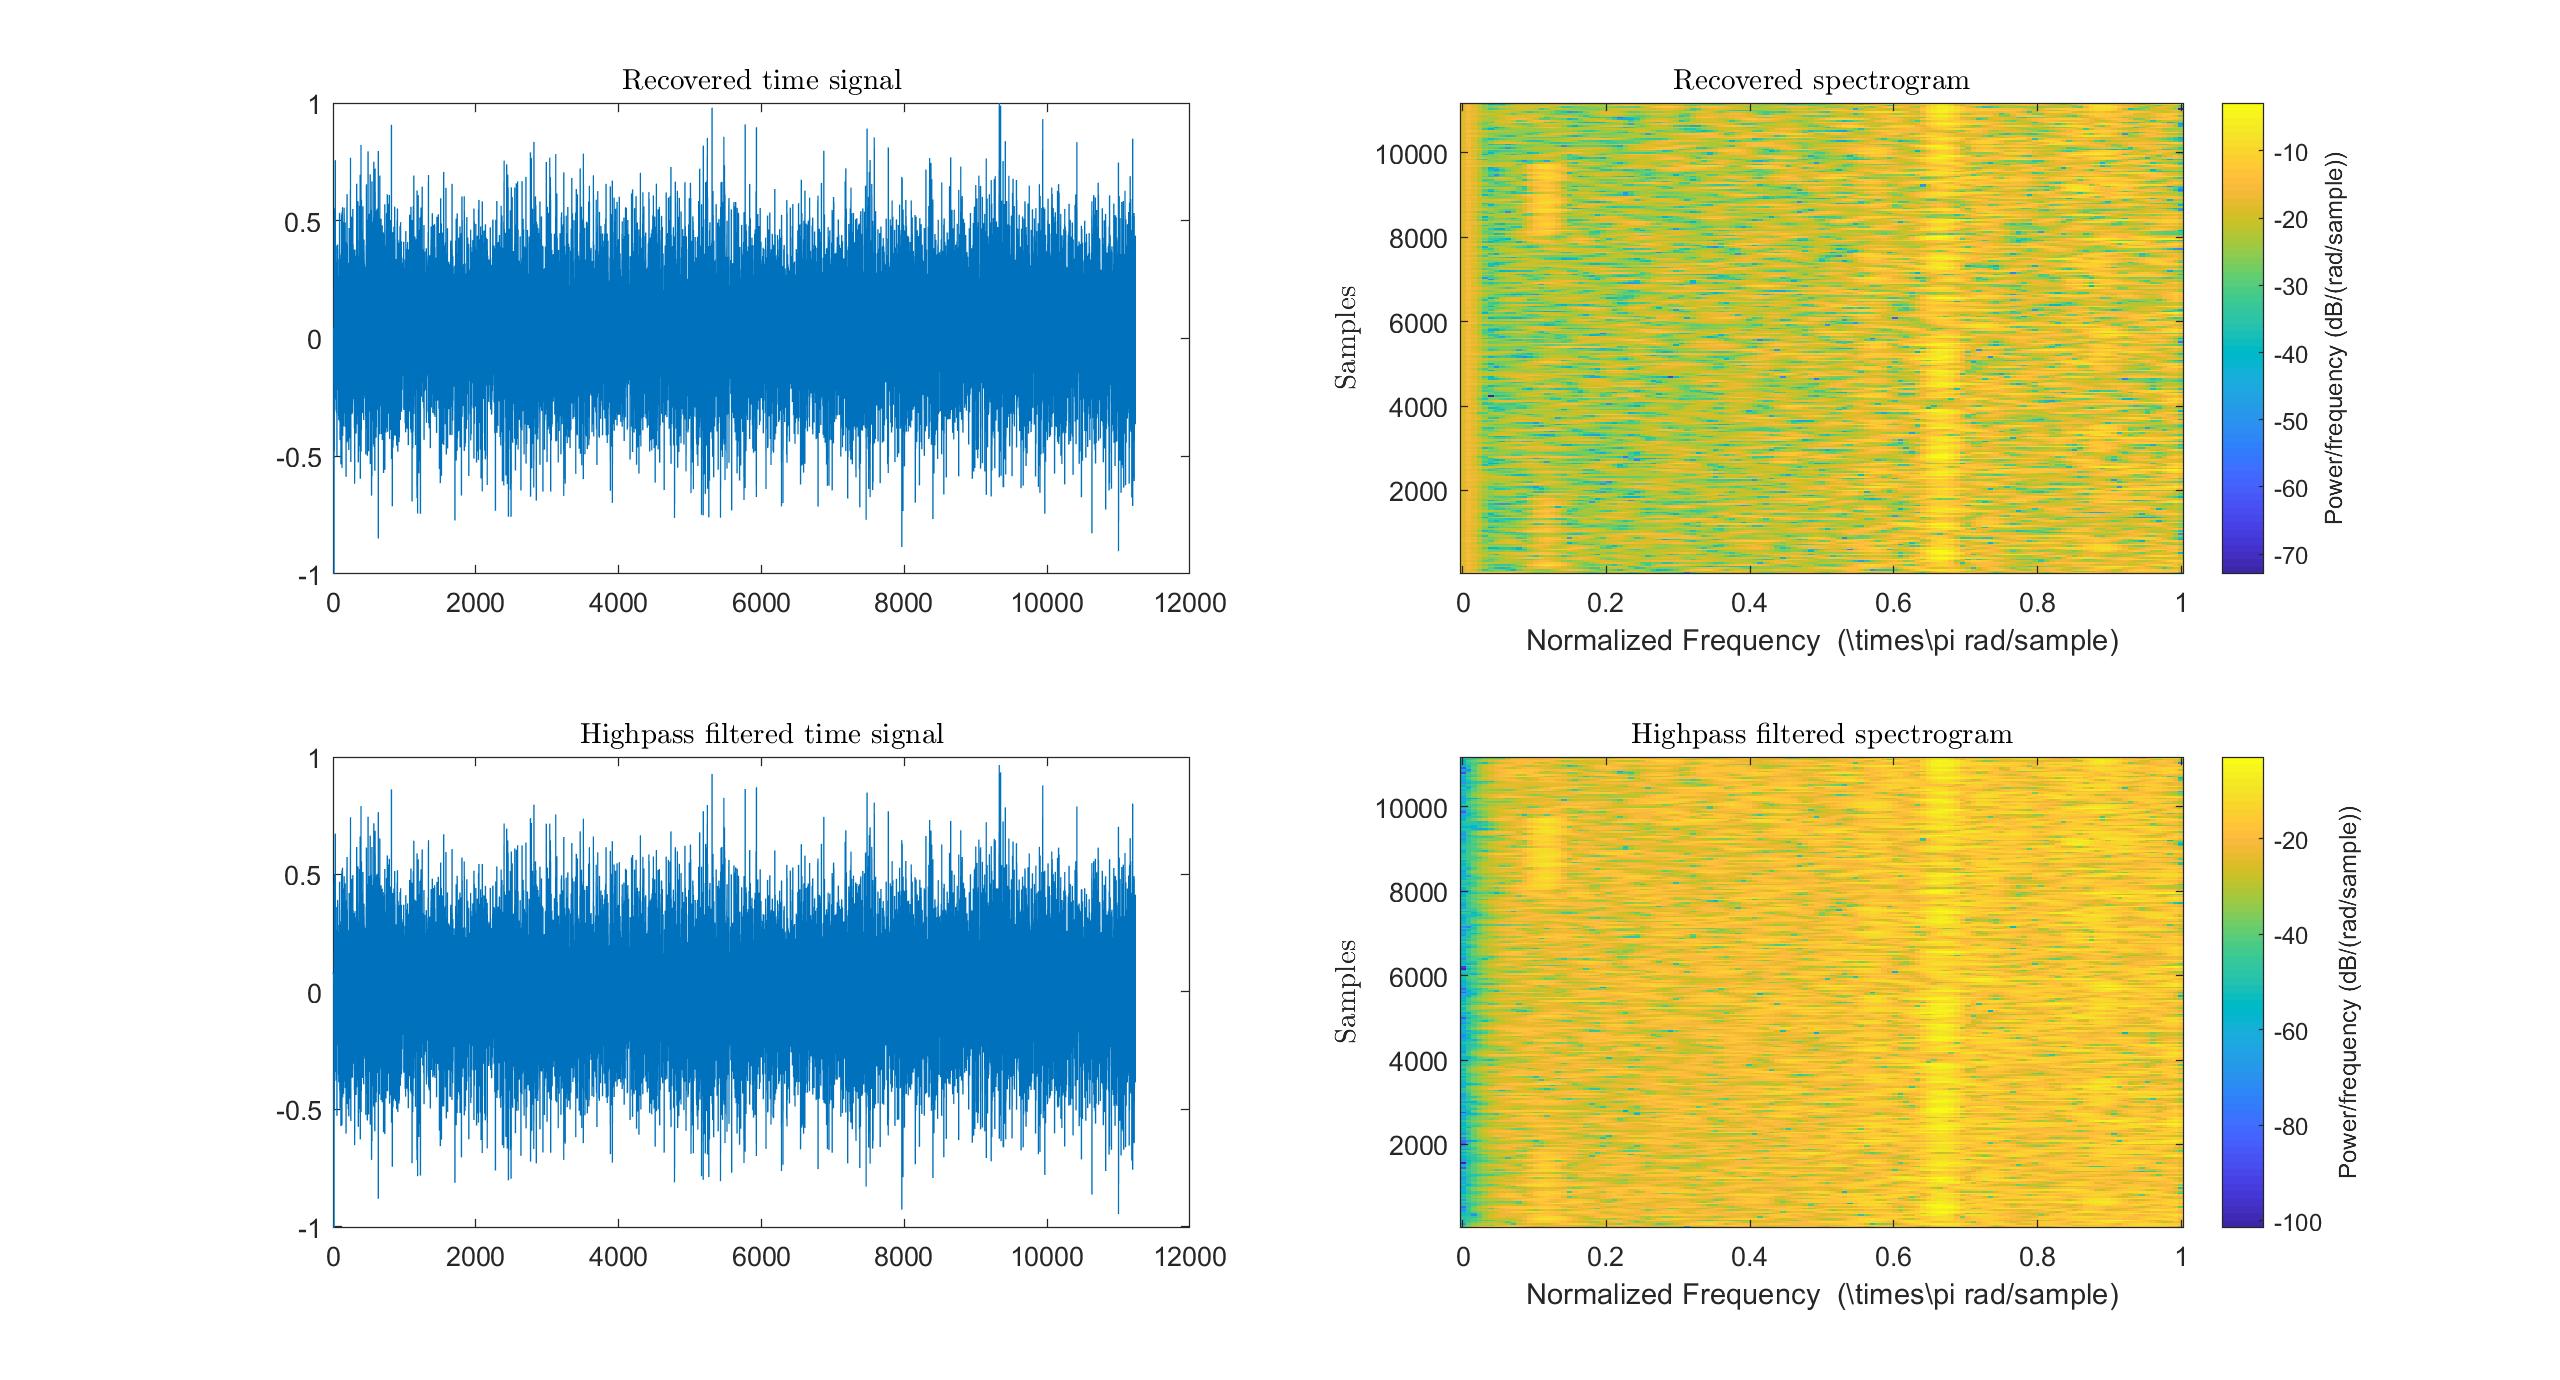 Recovered time signal
1
0.5
0
-0.5
-1
0 2000 4000 6000 8000 10000 12000
Recovered spectrogram
Samples
10000
8000
6000
4000
2000
0 0.2 0.4 0.6 0.8 1
Normalized Frequency (\times\pi rad/sample)
-10
-20
-30
-40
-50
-60
-70
Power/frequency (dB/(rad/sample))
Highpass filtered time signal
1
0.5
0
-0.5
-1
0 2000 4000 6000 8000 10000 12000
Highpass filtered spectrogram
Samples
10000
8000
6000
4000
2000
0 0.2 0.4 0.6 0.8 1
Normalized Frequency (\times\pi rad/sample)
-20
-40
-60
-80
-100
Power/frequency (dB/(rad/sample))